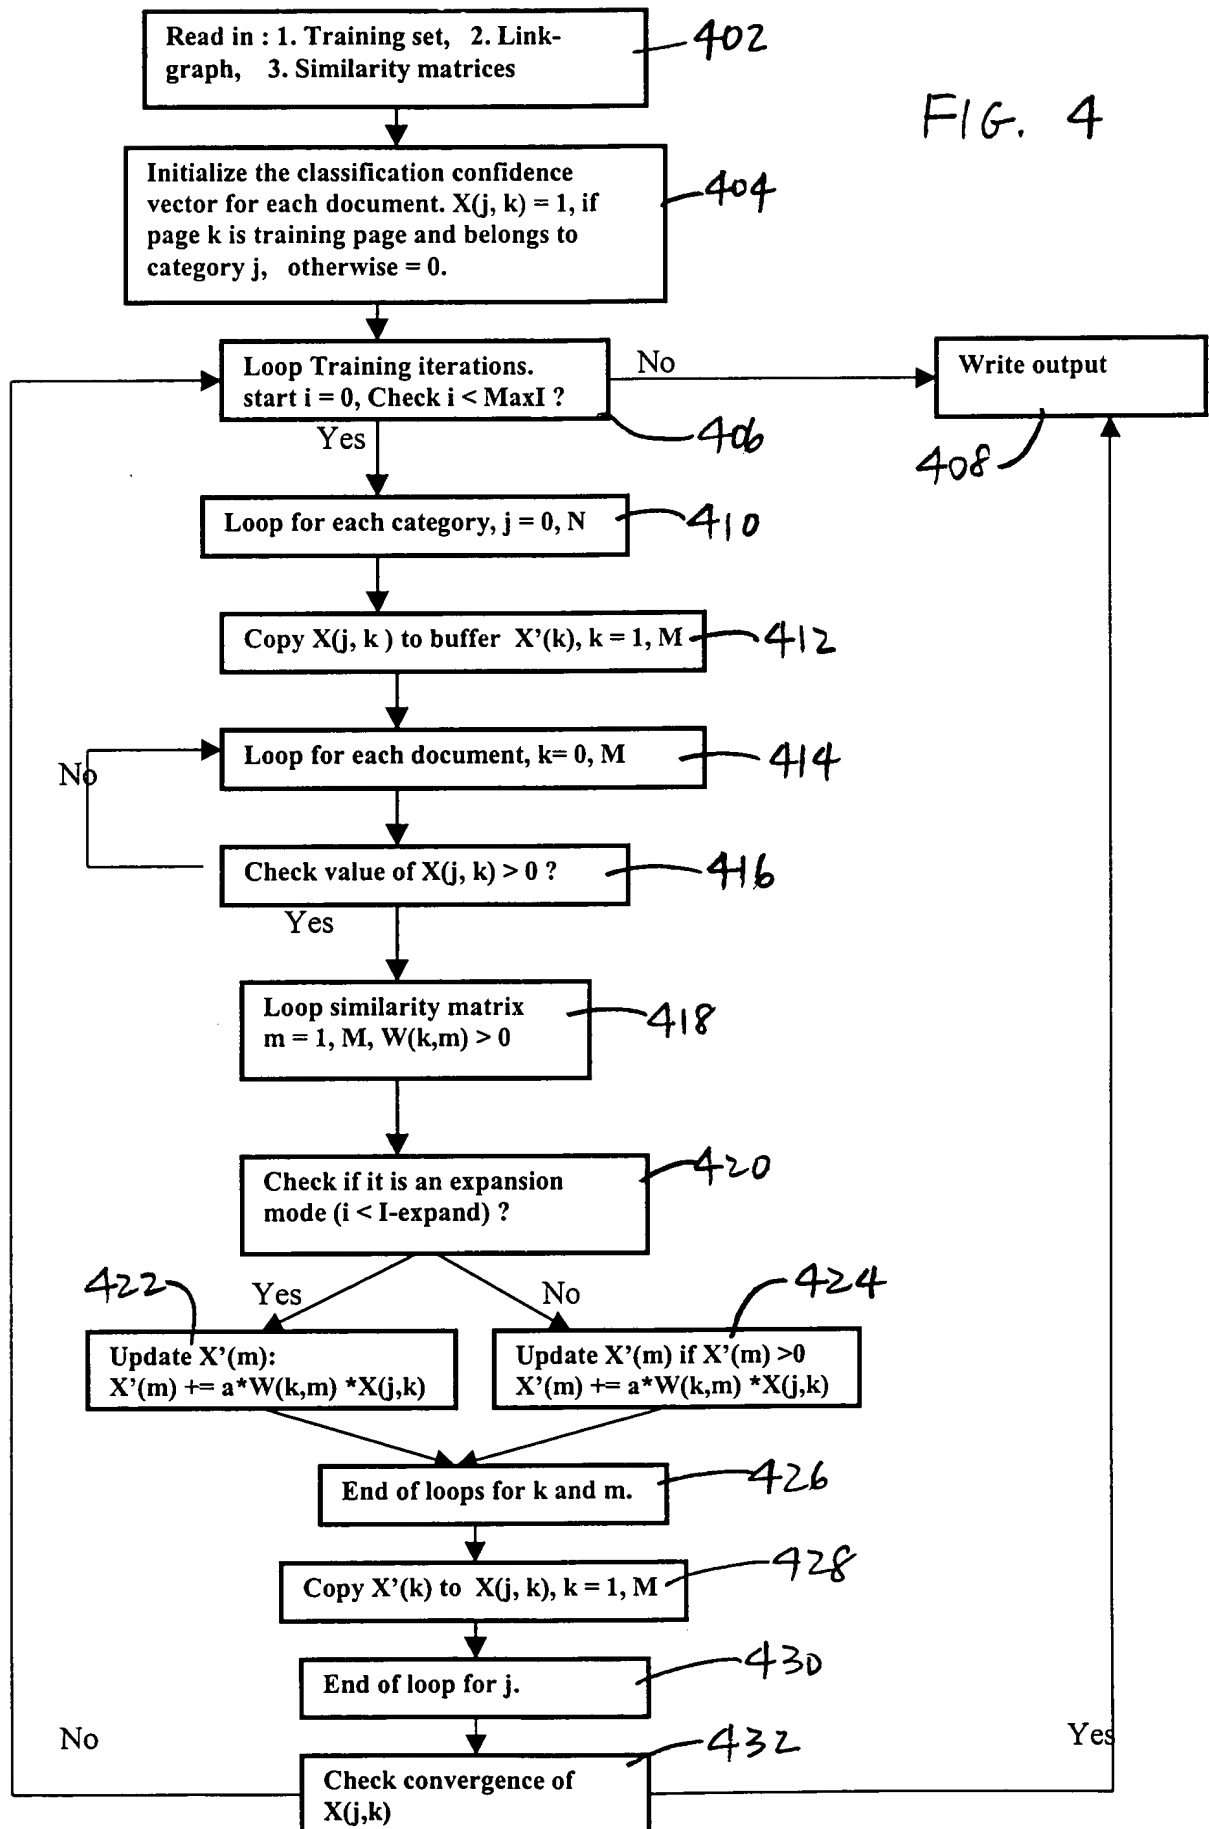 Read in : 1. Training set, 2. Link-
graph, 3. Similarity matrices
402
FIG. 4
Initialize the classification confidence
vector for each document. X(j, k) = 1, if
page k is training page and belongs to
category j, otherwise = 0.
404
Loop Training iterations.
start i = 0, Check i < MaxI ?
406
No
Write output
408
Yes
Loop for each category, j = 0, N
410
Copy X(j, k ) to buffer X’(k), k = 1, M
412
Loop for each document, k= 0, M
414
No
Check value of X(j, k) > 0 ?
416
Yes
Loop similarity matrix
m = 1, M, W(k,m) > 0
418
Check if it is an expansion
mode (i < I-expand) ?
420
422
Yes
No
424
Update X’(m):
X’(m) += a*W(k,m) *X(j,k)
Update X’(m) if X’(m) >0
X’(m) += a*W(k,m) *X(j,k)
End of loops for k and m.
426
Copy X’(k) to X(j, k), k = 1, M
428
End of loop for j.
430
No
Yes
Check convergence of
X(j,k)
432